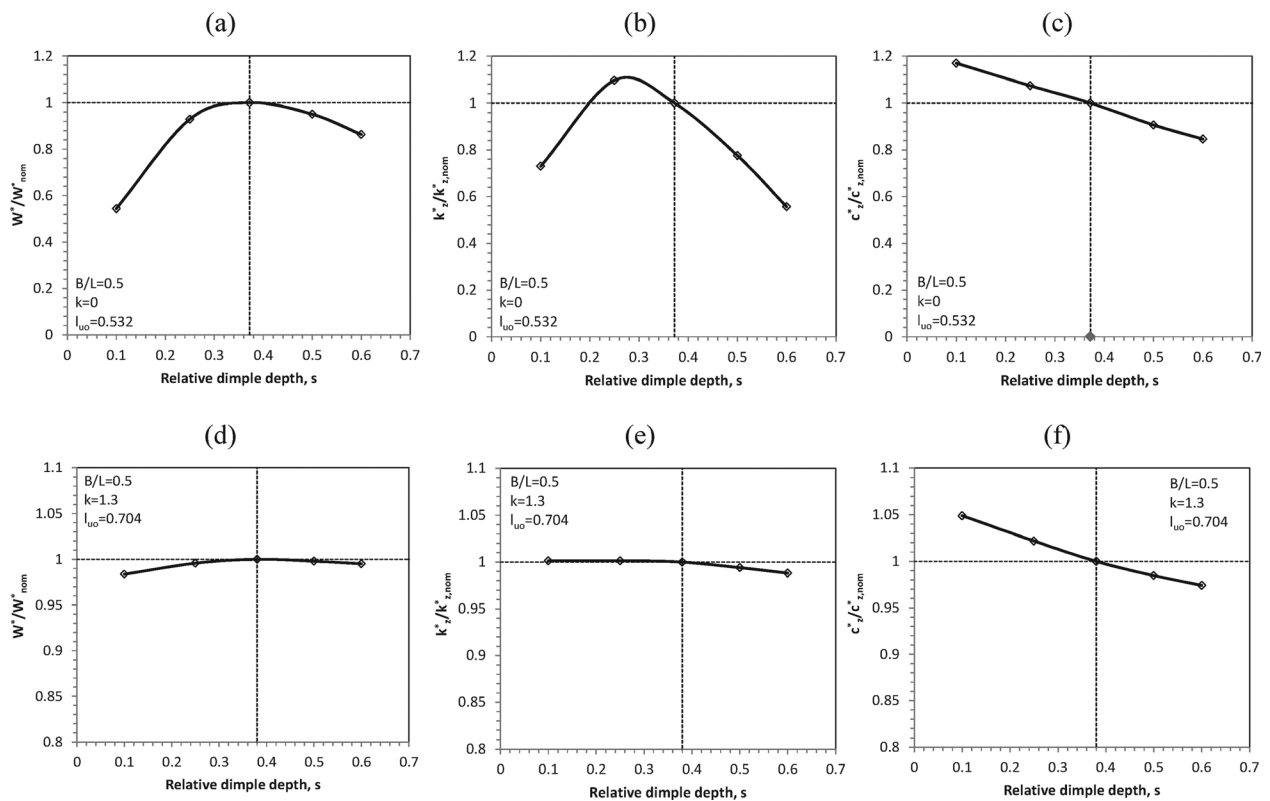 (a)
1.2
1
0.8
0.6
0.4
0.2
0
W*/W*nom
B/L=0.5
k=0
luo=0.532
0 0.1 0.2 0.3 0.4 0.5 0.6 0.7
Relative dimple depth, s
(b)
1.2
1
0.8
0.6
0.4
0.2
0
k*z/k*z,nom
B/L=0.5
k=0
luo=0.532
0 0.1 0.2 0.3 0.4 0.5 0.6 0.7
Relative dimple depth, s
(c)
1.2
1
0.8
0.6
0.4
0.2
0
c*z/c*z,nom
B/L=0.5
k=0
luo=0.532
0 0.1 0.2 0.3 0.4 0.5 0.6 0.7
Relative dimple depth, s
(d)
1.1
1.05
1
0.95
0.9
0.85
0.8
W*/W*nom
B/L=0.5
k=1.3
luo=0.704
0 0.1 0.2 0.3 0.4 0.5 0.6 0.7
Relative dimple depth, s
(e)
1.1
1.05
1
0.95
0.9
0.85
0.8
k*z/k*z,nom
B/L=0.5
k=1.3
luo=0.704
0 0.1 0.2 0.3 0.4 0.5 0.6 0.7
Relative dimple depth, s
(f)
1.1
1.05
1
0.95
0.9
0.85
0.8
c*z/c*z,nom
B/L=0.5
k=1.3
luo=0.704
0 0.1 0.2 0.3 0.4 0.5 0.6 0.7
Relative dimple depth, s